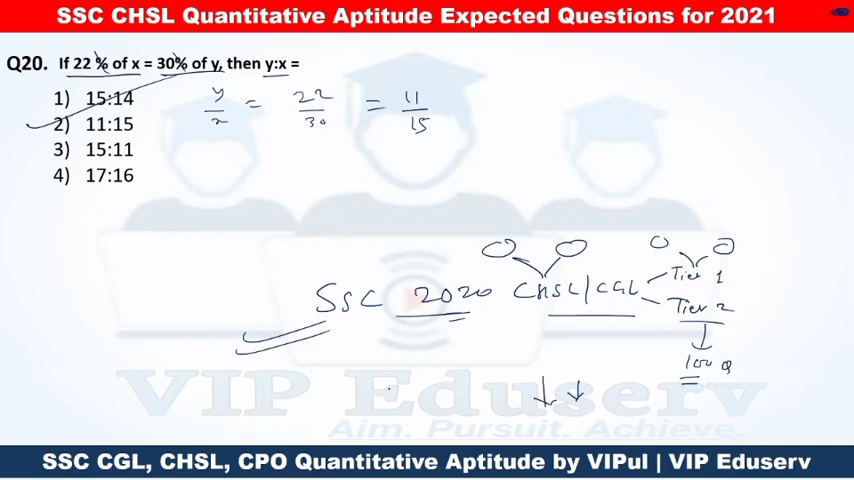 SSC CHSL Quantitative Aptitude Expected Questions for 2021
Q20. If 22 % of x = 30% of y, then y:x =
1) 15:14
2) 11:15
3) 15:11
4) 17:16
y/x = 22/30 = 11/15
SSC 2020 CHSL/CGL
Tier 1
Tier 2
100 Q
VIP Eduserv
Aim. Pursuit. Achieve.
SSC CGL, CHSL, CPO Quantitative Aptitude by VIPul | VIP Eduserv